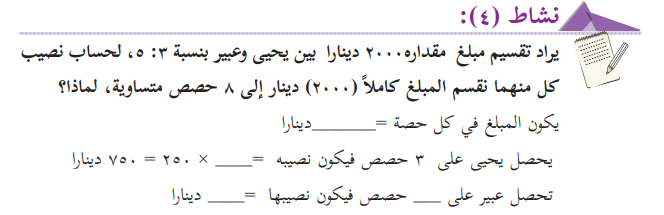 نشاط (٤):
يراد تقسيم مبلغ مقداره ٢٠٠٠ دينارا بين يحيى وعبير بنسبة ٣: ٥، لحساب نصيب
كل منهما نقسم المبلغ كاملاً (٢٠٠٠) دينار إلى ٨ حصص متساوية، لماذا؟
يكون المبلغ في كل حصة =_______دينارا
يحصل يحيى على ٣ حصص فيكون نصيبه =____ × ٢٥٠ = ٧٥٠ دينارا
تحصل عبير على ___ حصص فيكون نصيبها =____ دينارا